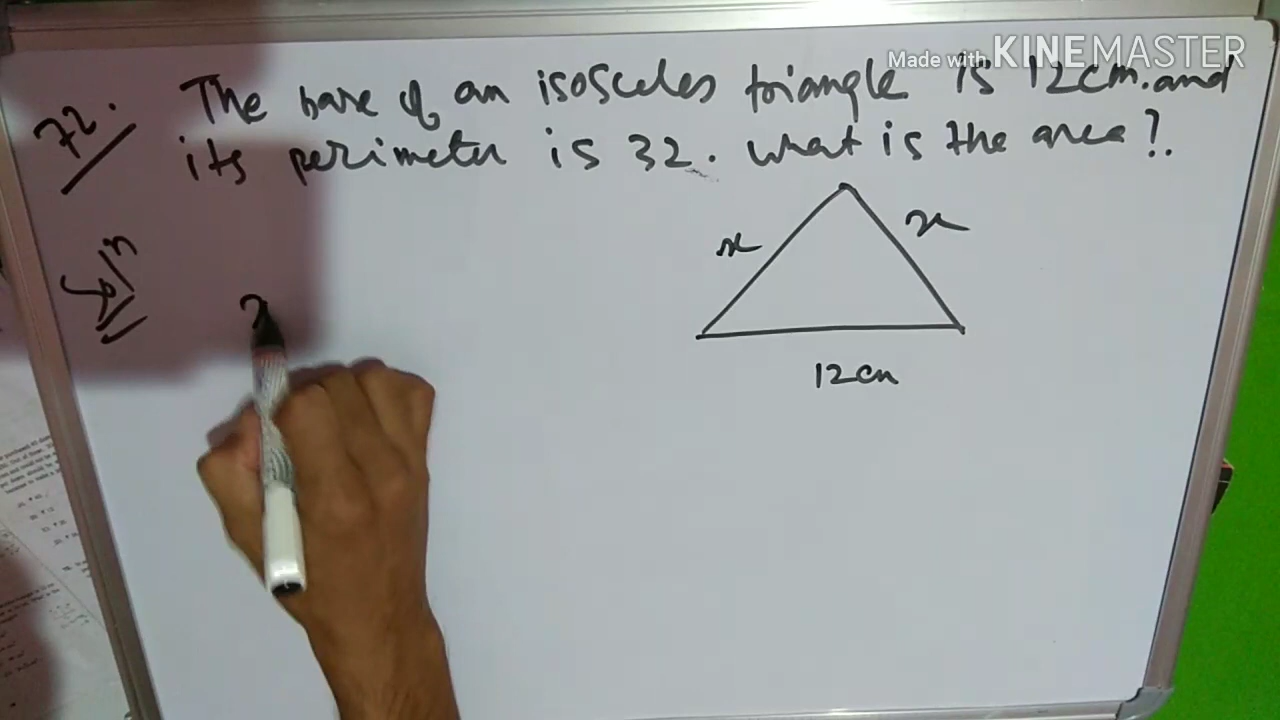 Made with KINEMASTER
72. The base of an isosceles triangle is 12cm. and
its perimeter is 32. what is the area?.
Sol n
x x
12cm